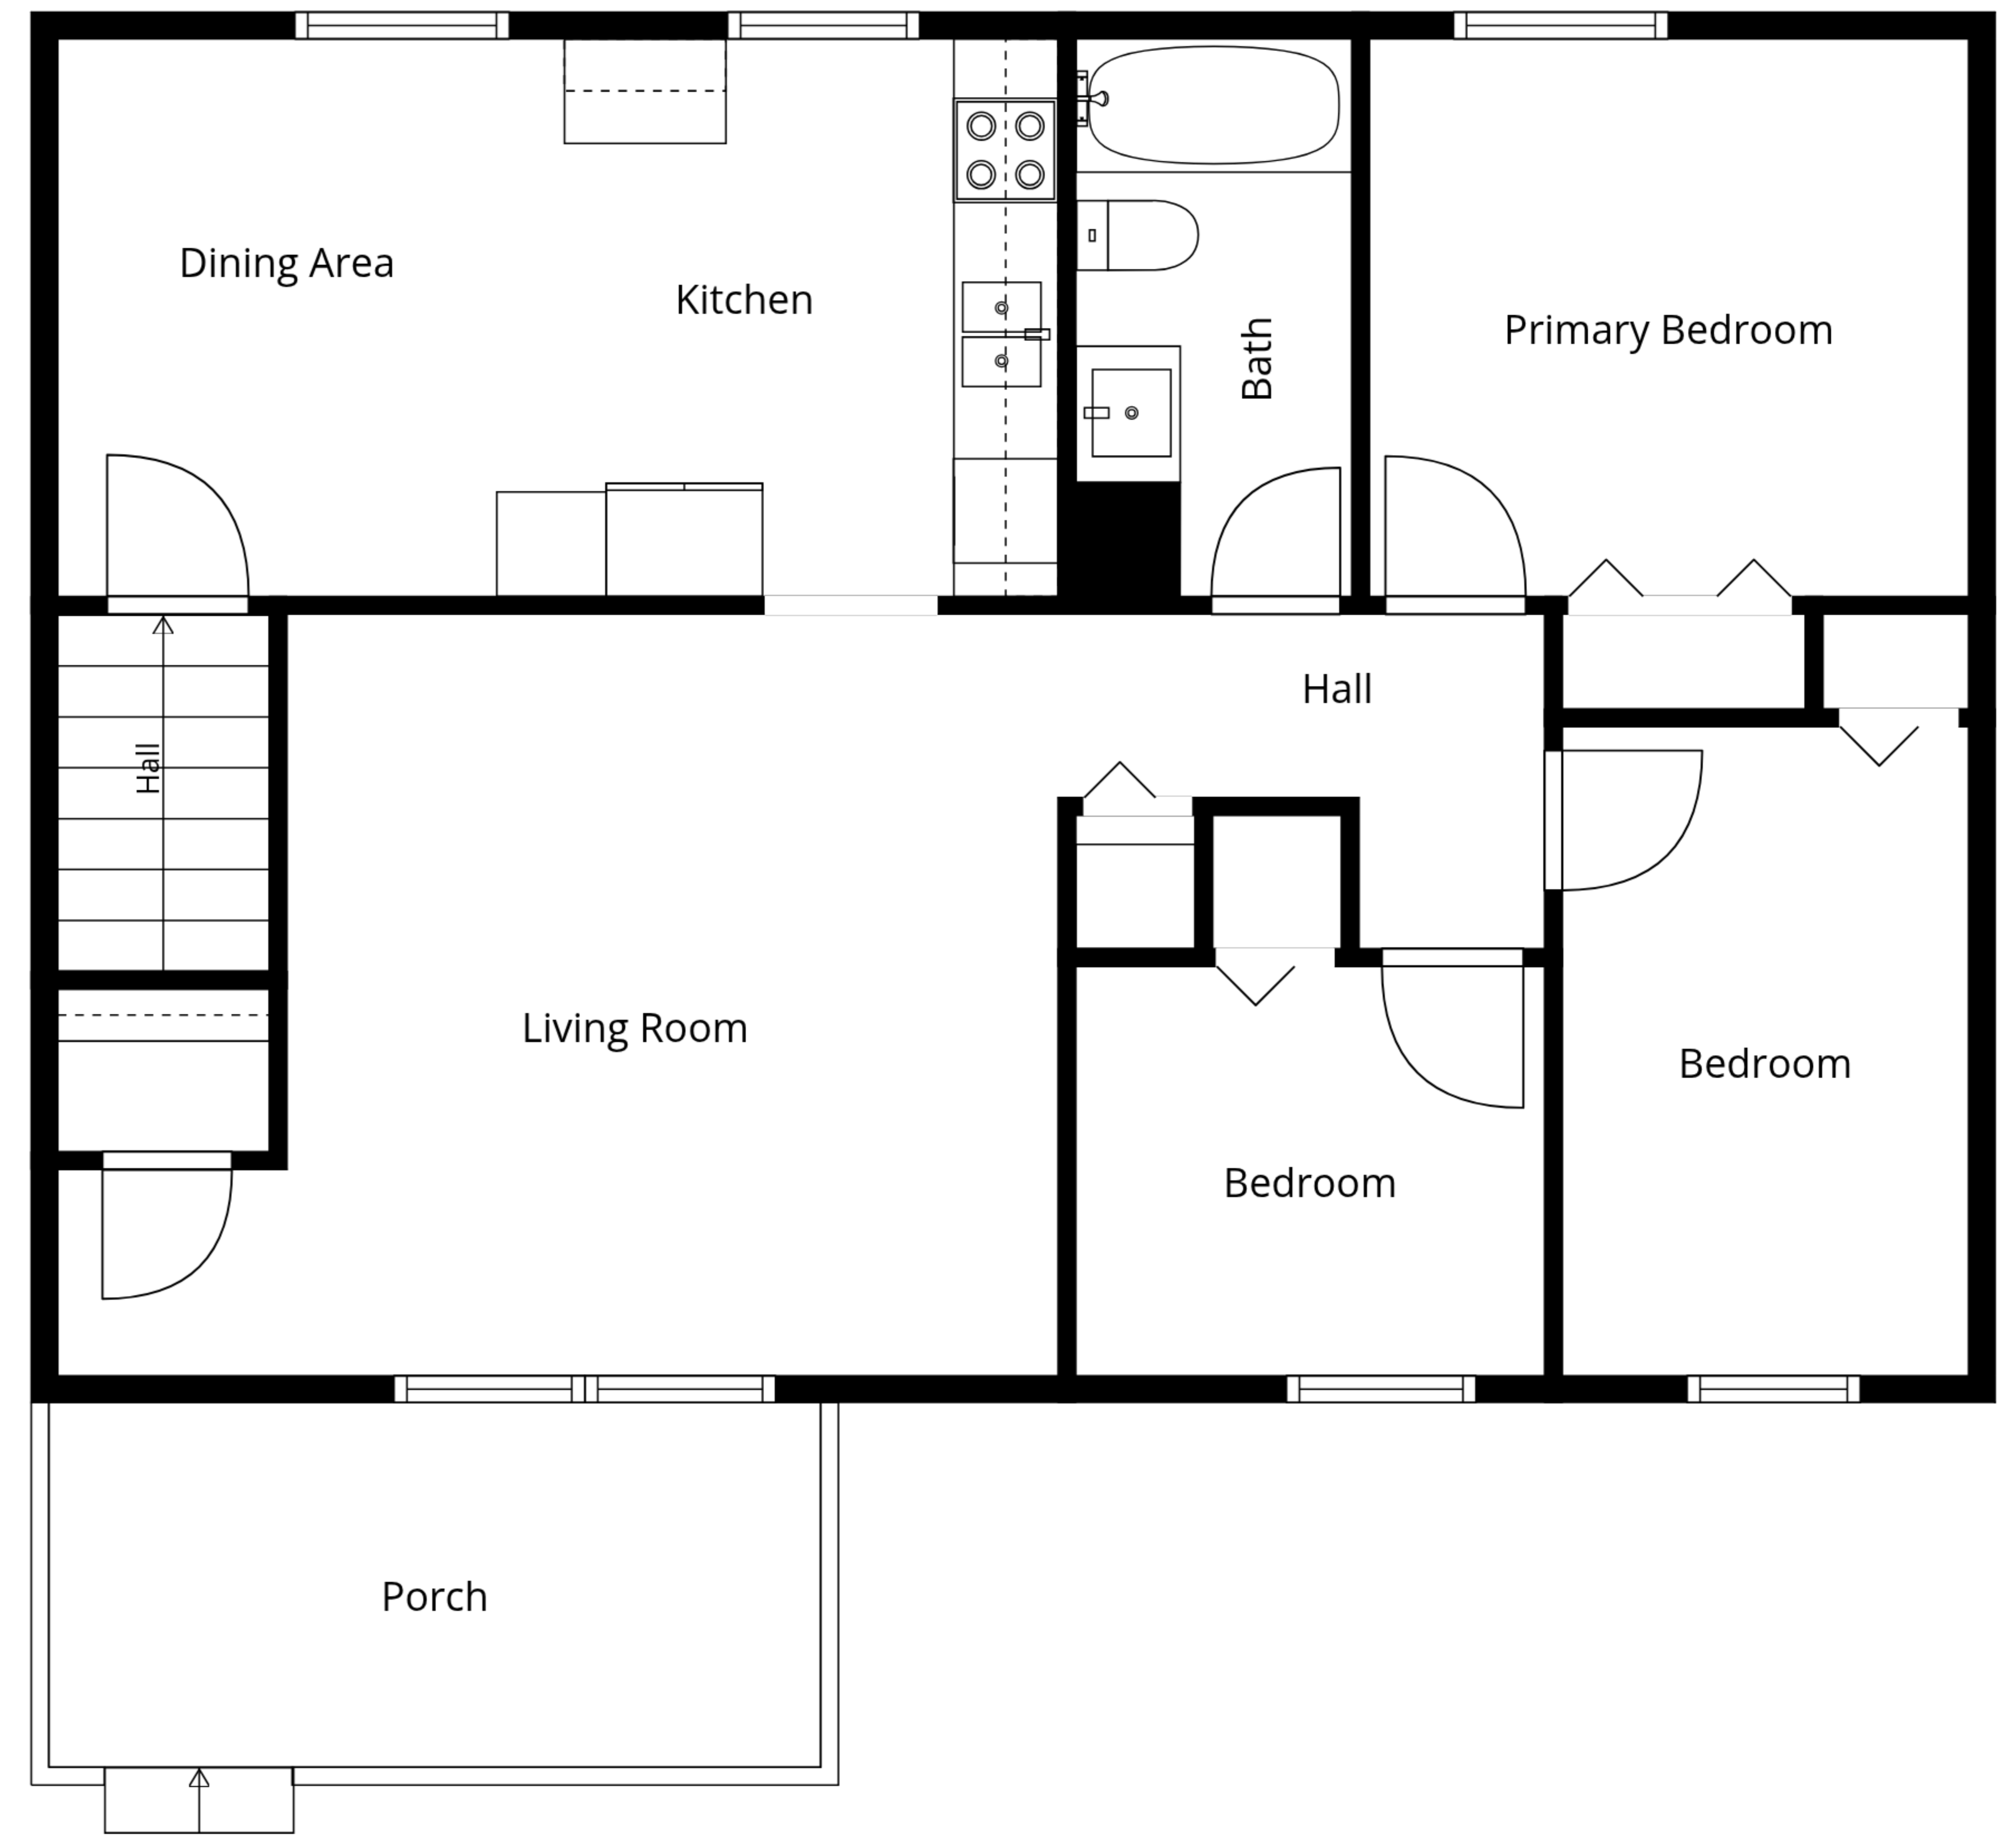 Dining Area
Kitchen
Bath
Primary Bedroom
Hall
Hall
Living Room
Bedroom
Bedroom
Porch